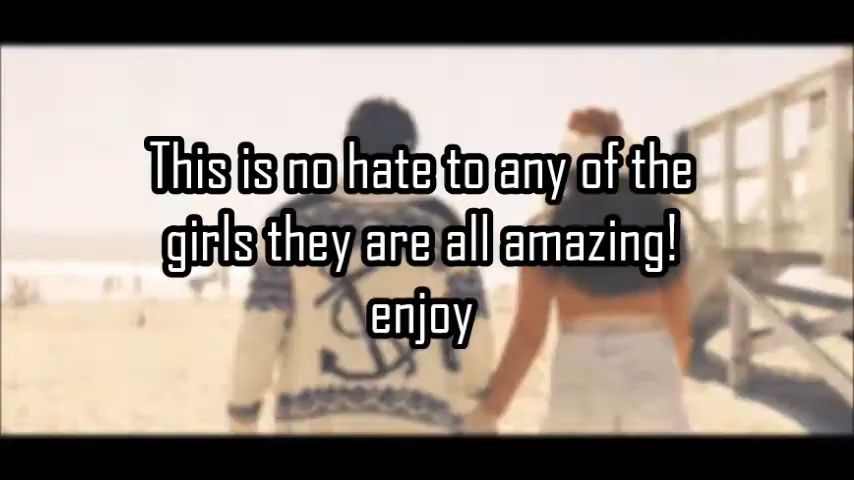 This is no hate to any of the
girls they are all amazing!
enjoy